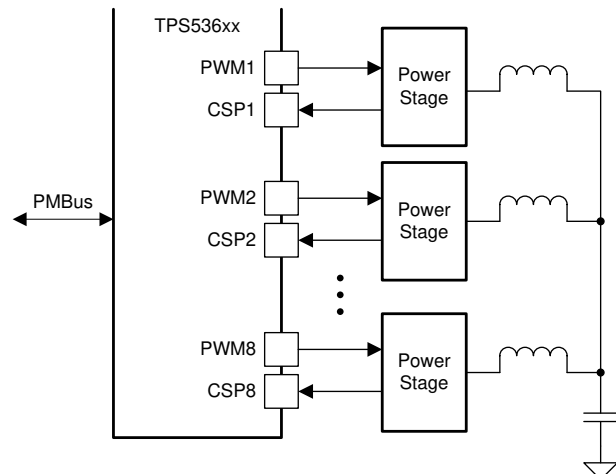 TPS536xx
PWM1
CSP1
Power
Stage
PMBus
PWM2
CSP2
Power
Stage
PWM8
CSP8
Power
Stage